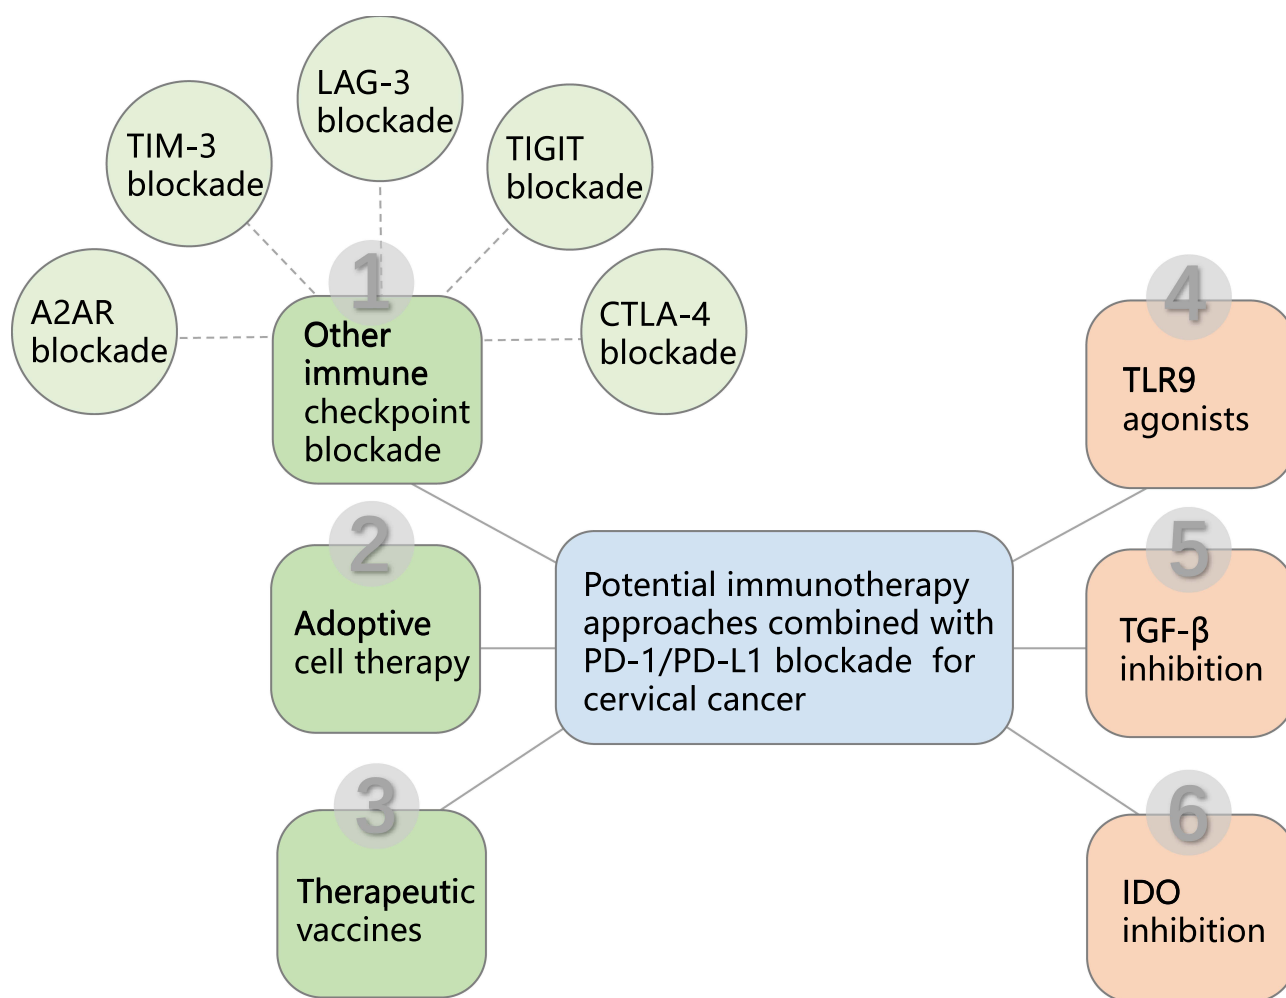 LAG-3
blockade
TIM-3
blockade
TIGIT
blockade
A2AR
blockade
CTLA-4
blockade
1
Other
immune
checkpoint
blockade
2
Adoptive
cell therapy
3
Therapeutic
vaccines
Potential immunotherapy
approaches combined with
PD-1/PD-L1 blockade for
cervical cancer
4
TLR9
agonists
5
TGF-β
inhibition
6
IDO
inhibition